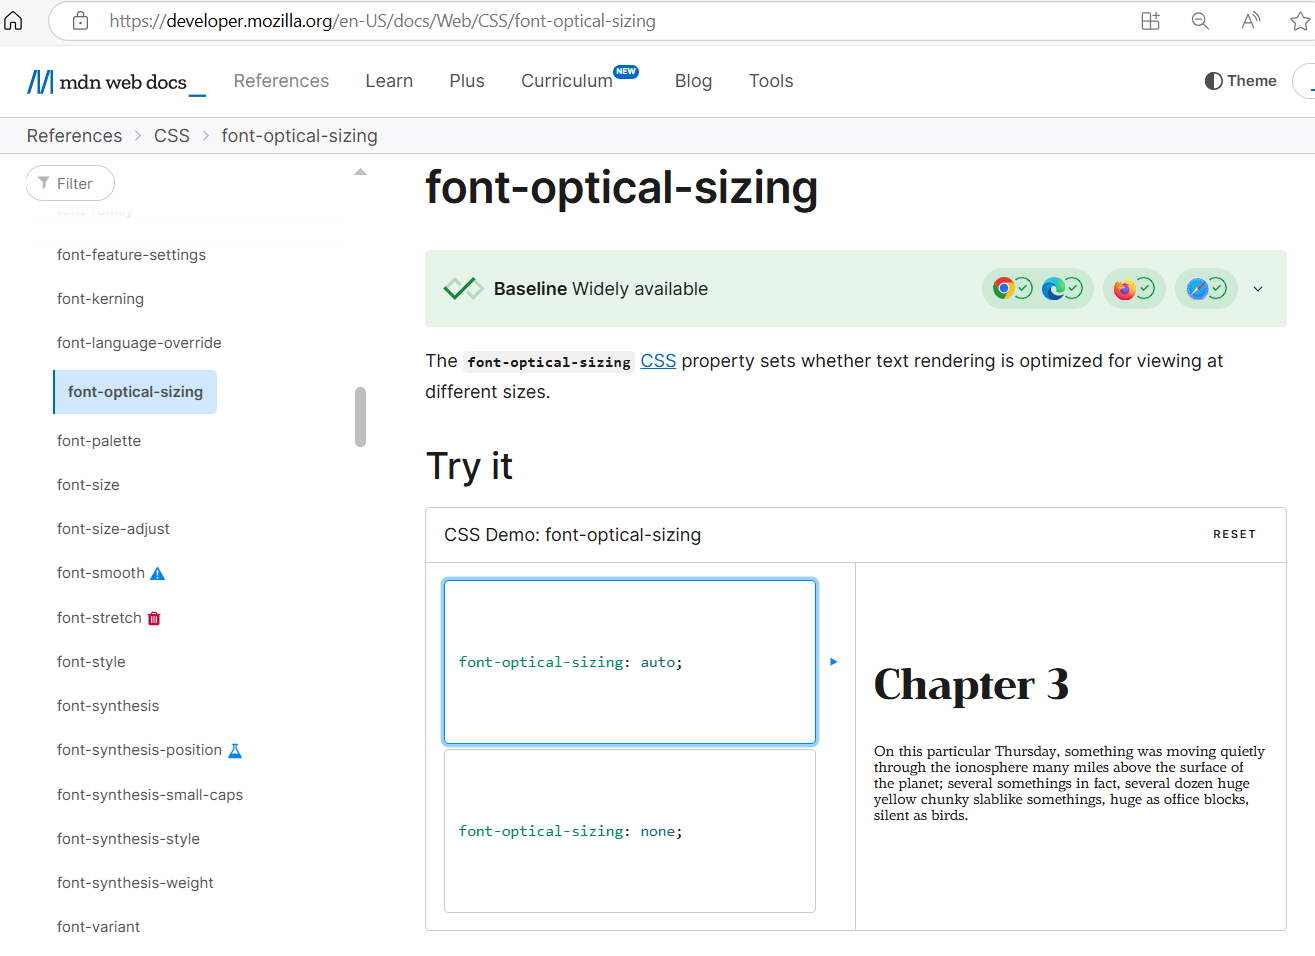 https://developer.mozilla.org/en-US/docs/Web/CSS/font-optical-sizing
mdn web docs_
References
Learn
Plus
Curriculum NEW
Blog
Tools
Theme
References > CSS > font-optical-sizing
Filter
font-family
font-feature-settings
font-kerning
font-language-override
font-optical-sizing
font-palette
font-size
font-size-adjust
font-smooth
font-stretch
font-style
font-synthesis
font-synthesis-position
font-synthesis-small-caps
font-synthesis-style
font-synthesis-weight
font-variant
font-optical-sizing
Baseline Widely available
The font-optical-sizing CSS property sets whether text rendering is optimized for viewing at
different sizes.
Try it
CSS Demo: font-optical-sizing
RESET
font-optical-sizing: auto;
font-optical-sizing: none;
Chapter 3
On this particular Thursday, something was moving quietly
through the ionosphere many miles above the surface of
the planet; several somethings in fact, several dozen huge
yellow chunky slablike somethings, huge as office blocks,
silent as birds.